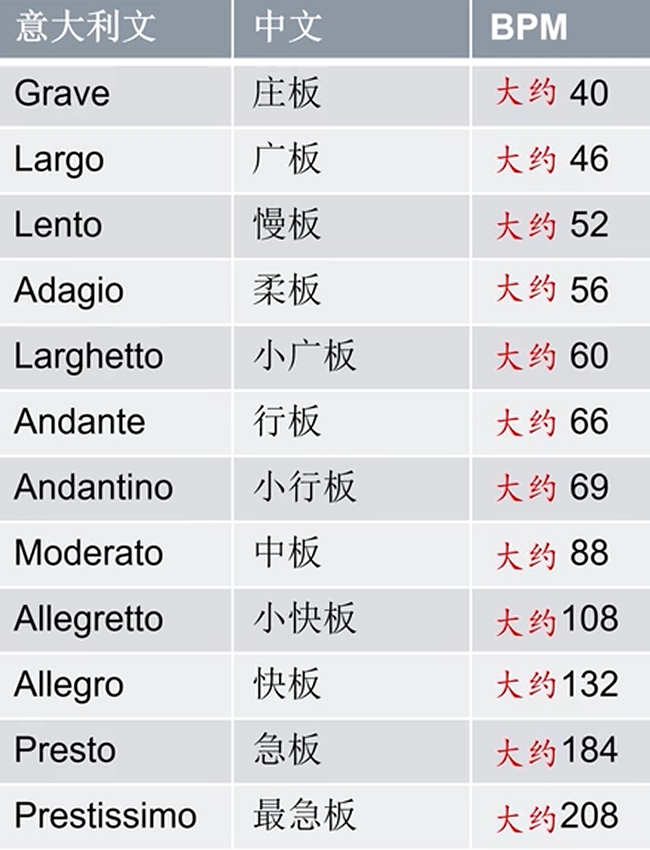 意大利文 中文 BPM
Grave 庄板 大约 40
Largo 广板 大约 46
Lento 慢板 大约 52
Adagio 柔板 大约 56
Larghetto 小广板 大约 60
Andante 行板 大约 66
Andantino 小行板 大约 69
Moderato 中板 大约 88
Allegretto 小快板 大约108
Allegro 快板 大约132
Presto 急板 大约184
Prestissimo 最急板 大约208